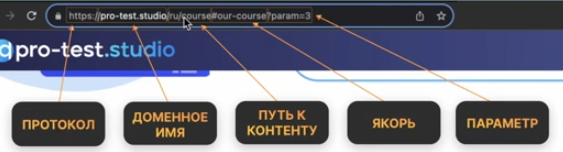 https://pro-test.studio/ru/course#our-course?param=3
pro-test.studio
ПРОТОКОЛ
ДОМЕННОЕ
ИМЯ
ПУТЬ К
КОНТЕНТУ
ЯКОРЬ
ПАРАМЕТР